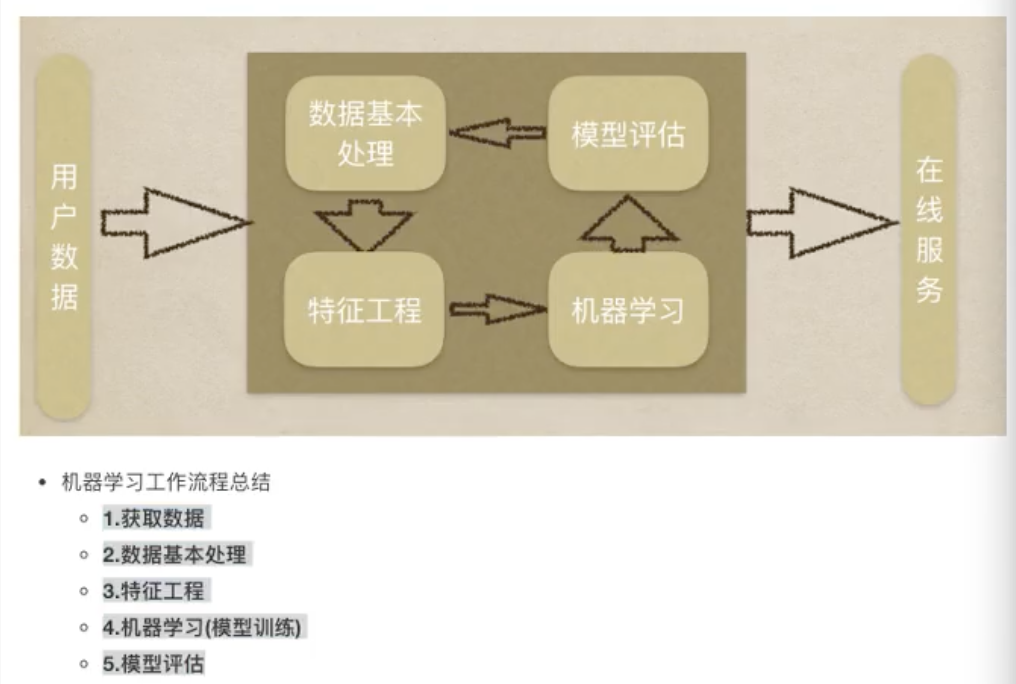 用户数据
数据基本
处理
模型评估
特征工程
机器学习
在线服务
机器学习工作流程总结
1.获取数据
2.数据基本处理
3.特征工程
4.机器学习(模型训练)
5.模型评估